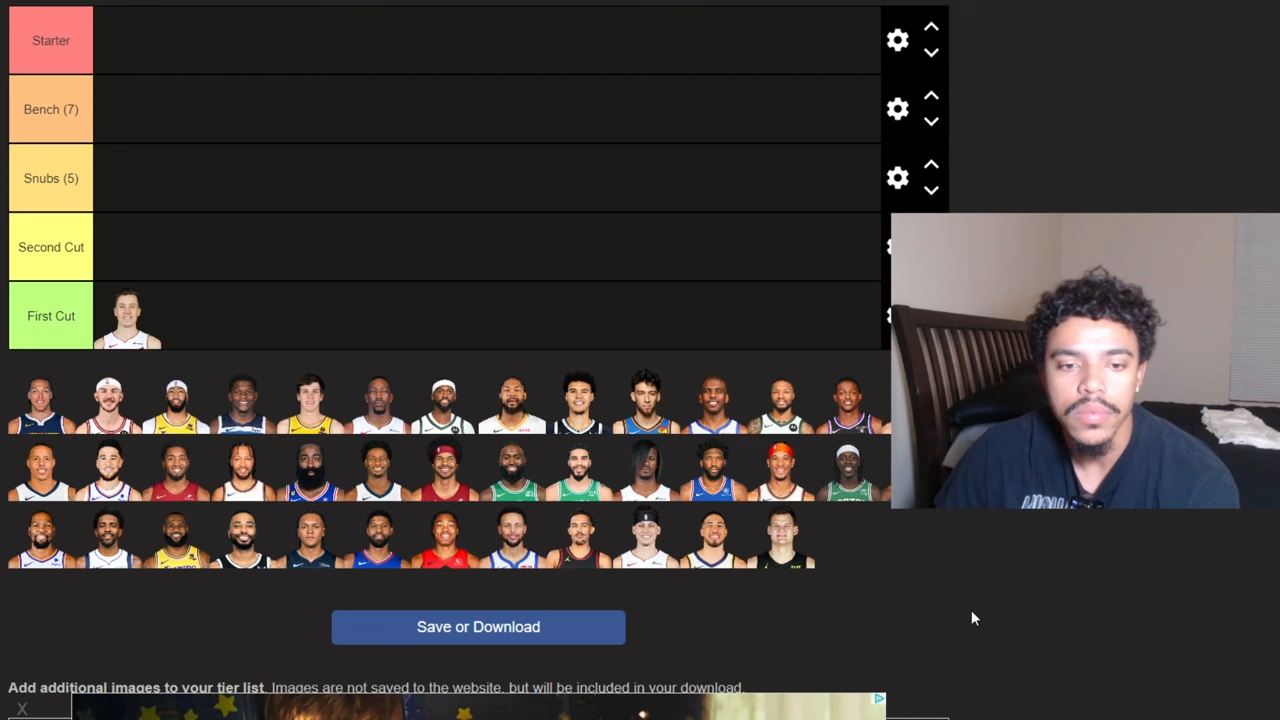 Starter
Bench (7)
Snubs (5)
Second Cut
First Cut
Save or Download
Add additional images to your tier list. Images are not saved to the website, but will be included in your download.
X